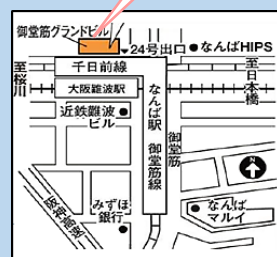 御堂筋グランドビル
24号出口
なんばHIPS
至桜川
千日前線
至日本橋
大阪難波駅
近鉄難波
ビル
なんば駅 御堂筋線
御堂筋
N
阪神高速
みずほ
銀行
なんば
マルイ